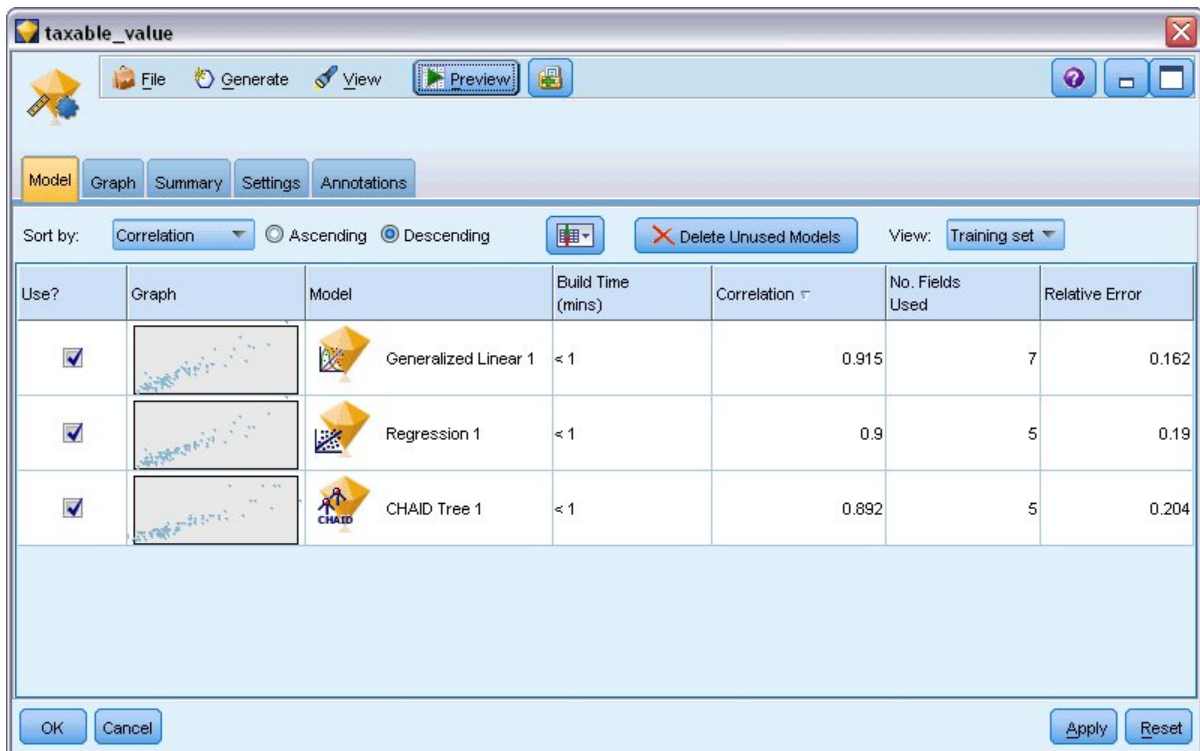 taxable_value
File Generate View Preview
Model Graph Summary Settings Annotations
Sort by: Correlation Ascending Descending Delete Unused Models View: Training set
Use? Graph Model Build Time (mins) Correlation No. Fields Used Relative Error
Generalized Linear 1 < 1 0.915 7 0.162
Regression 1 < 1 0.9 5 0.19
CHAID CHAID Tree 1 < 1 0.892 5 0.204
OK Cancel Apply Reset